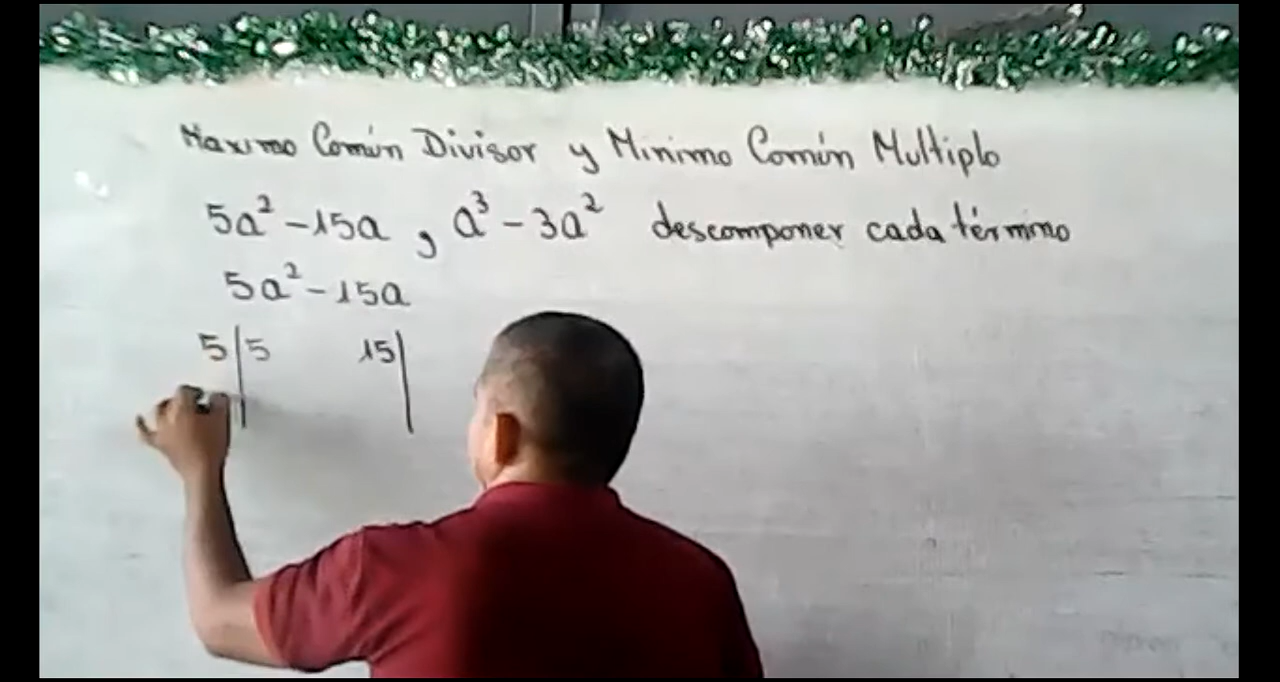 Maximo Común Divisor y Minimo Común Multiplo
5a² - 15a , a³ - 3a² descomponer cada término
5a² - 15a
5|5 15|